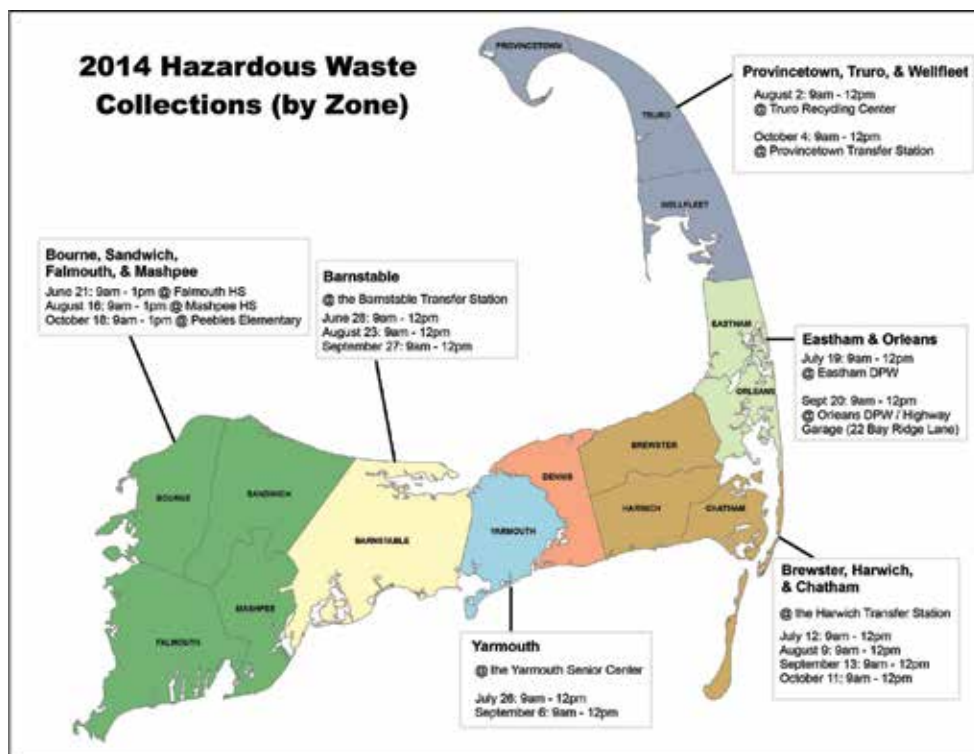 2014 Hazardous Waste
Collections (by Zone)
PROVINCETOWN
TRURO
WELLFLEET
Provincetown, Truro, & Wellfleet
August 2: 9am - 12pm
@ Truro Recycling Center
October 4: 9am - 12pm
@ Provincetown Transfer Station
Bourne, Sandwich,
Falmouth, & Mashpee
June 21: 9am - 1pm @ Falmouth HS
August 16: 9am - 1pm @ Mashpee HS
October 18: 9am - 1pm @ Peebles Elementary
Barnstable
@ the Barnstable Transfer Station
June 28: 9am - 12pm
August 23: 9am - 12pm
September 27: 9am - 12pm
EASTHAM
ORLEANS
Eastham & Orleans
July 19: 9am - 12pm
@ Eastham DPW
Sept 20: 9am - 12pm
@ Orleans DPW / Highway
Garage (22 Bay Ridge Lane)
BOURNE
SANDWICH
BARNSTABLE
MASHPEE
FALMOUTH
YARMOUTH
DENNIS
BREWSTER
HARWICH
CHATHAM
Yarmouth
@ the Yarmouth Senior Center
July 26: 9am - 12pm
September 6: 9am - 12pm
Brewster, Harwich,
& Chatham
@ the Harwich Transfer Station
July 12: 9am - 12pm
August 9: 9am - 12pm
September 13: 9am - 12pm
October 11: 9am - 12pm